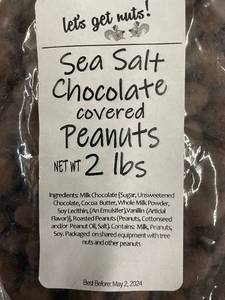 let's get nuts!
Sea Salt
Chocolate
covered
Peanuts
NET WT 2 lbs
Ingredients: Milk Chocolate {Sugar, Unsweetened
Chocolate, Cocoa Butter, Whole Milk Powder,
Soy Lecithin, (An Emulsifer),Vanillin {Articial
Flavor)}, Roasted Peanuts (Peanuts, Cottonseed
and/or Peanut Oil, Salt). Contains: Milk, Peanuts,
Soy. Packaged on shared equipment with tree
nuts and other peanuts
Best Before: May 2, 2024